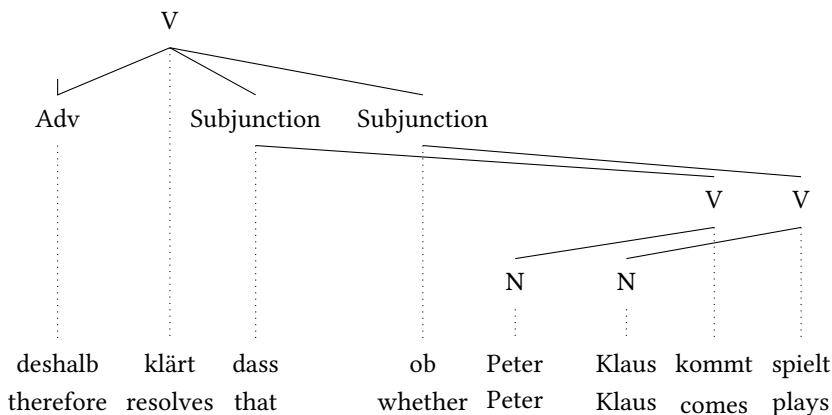 V
Adv Subjunction Subjunction
V V
N N
deshalb klärt dass ob Peter Klaus kommt spielt
therefore resolves that whether Peter Klaus comes plays